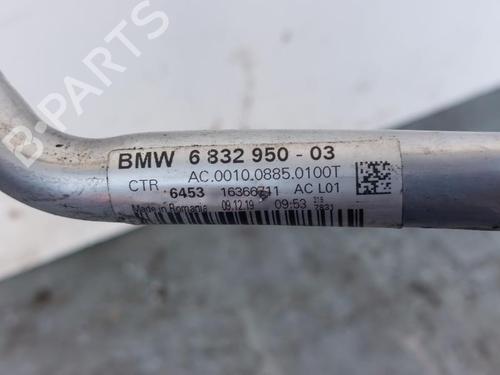 BMW 6 832 950 - 03
AC.0010.0885.0100T
CTR 6453 16366711 AC L01
Made in Romania 09.12.19 09:53
B-Parts